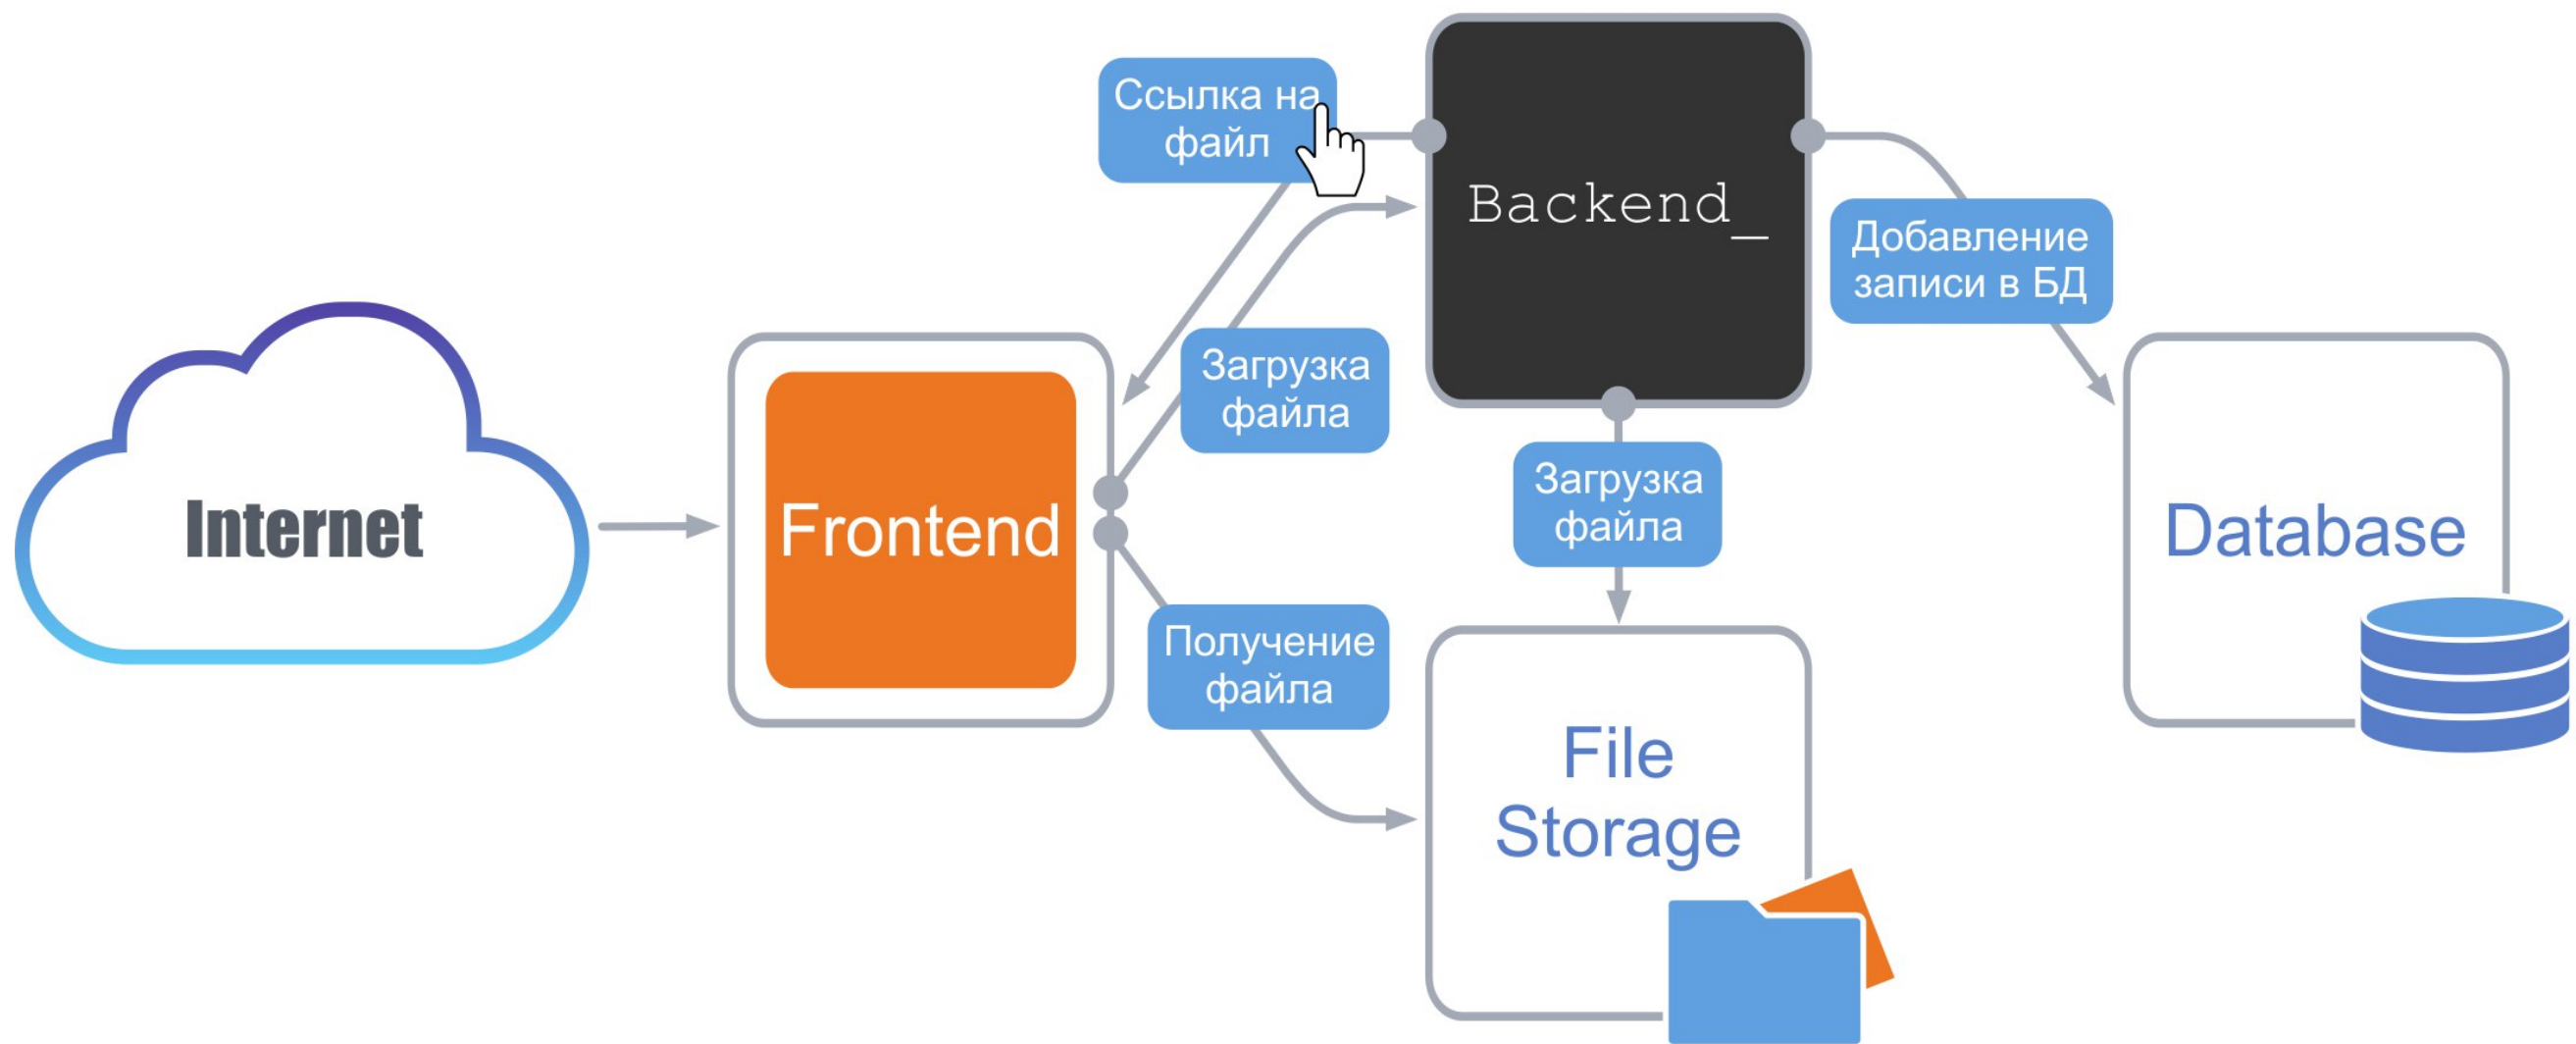 Ссылка на
файл
Backend_
Добавление
записи в БД
Загрузка
файла
Internet
Frontend
Загрузка
файла
Database
Получение
файла
File
Storage